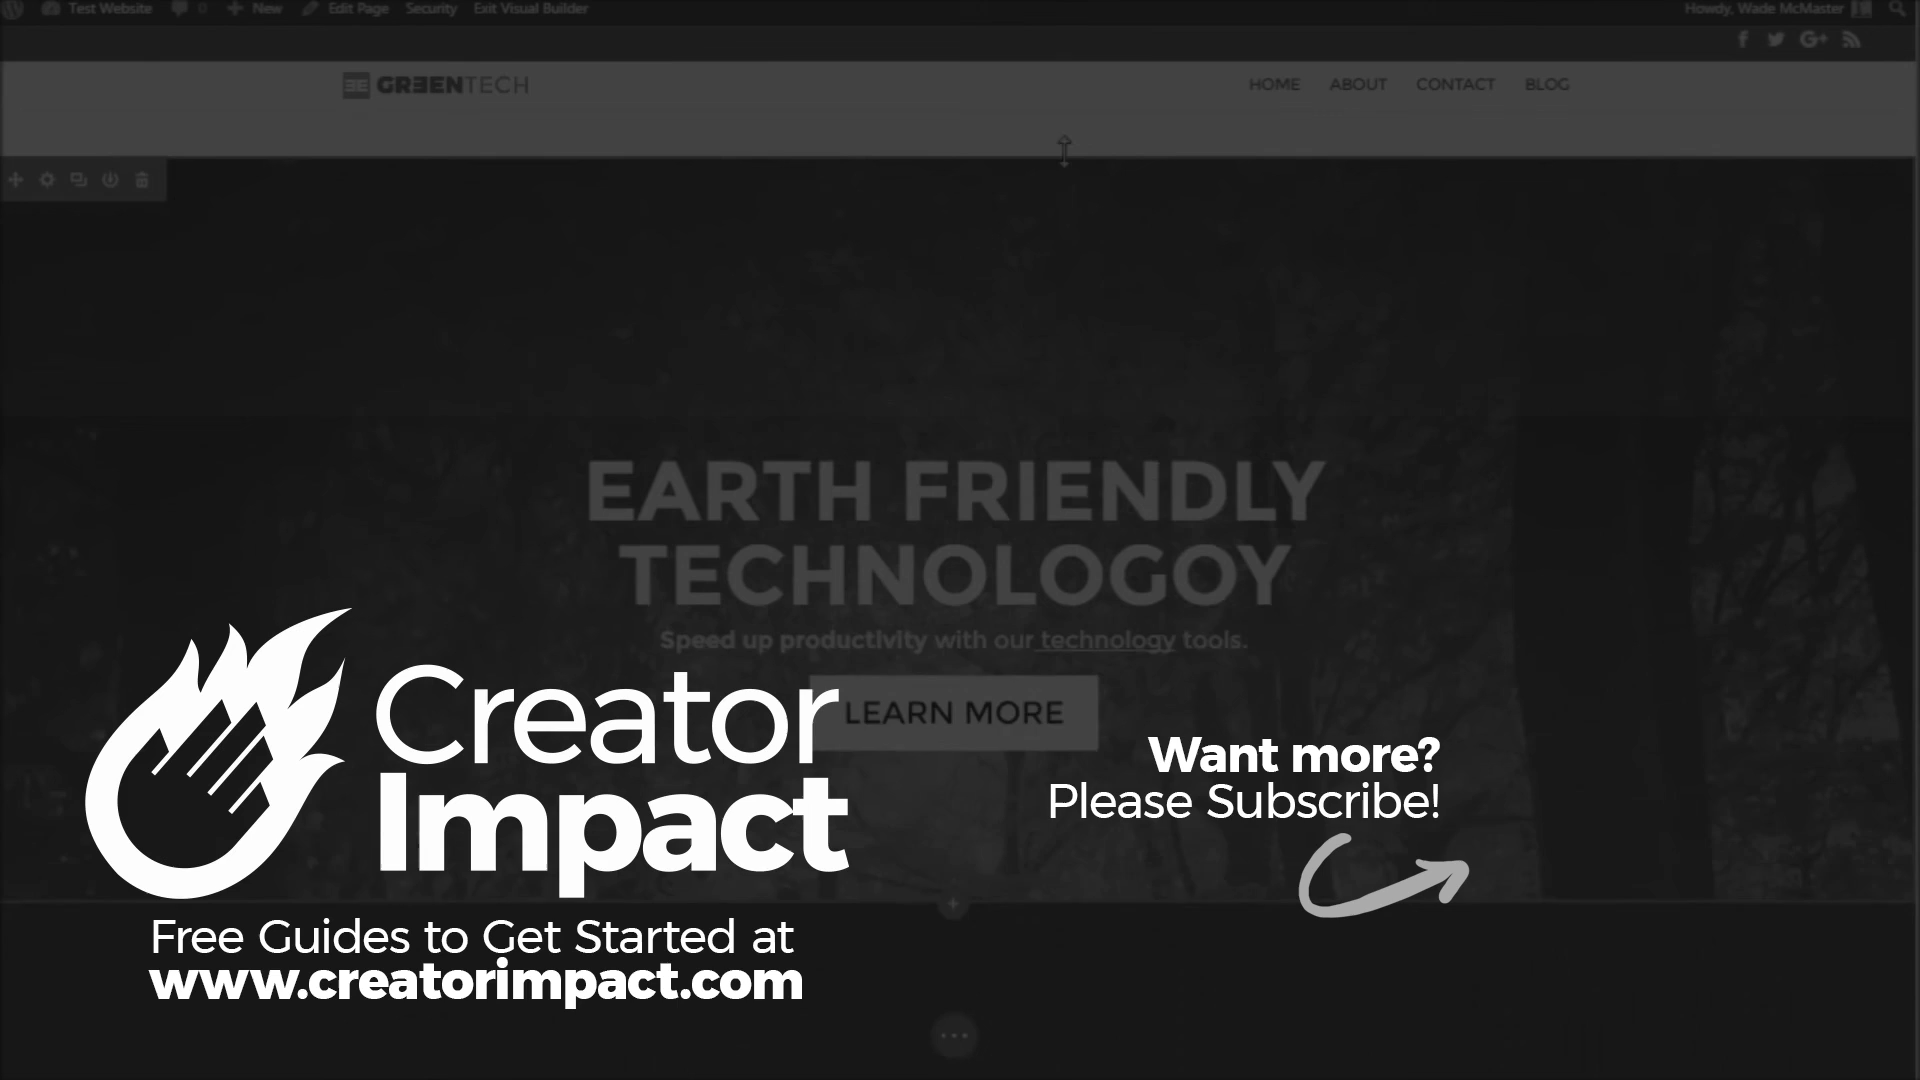 Test Website 0 New Edit Page Security Exit Visual Builder Howdy, Wade McMaster
f G+
GREENTECH HOME ABOUT CONTACT BLOG
EARTH FRIENDLY
TECHNOLOGOY
Speed up productivity with our technology tools.
LEARN MORE
Creator
Impact
Want more?
Please Subscribe!
Free Guides to Get Started at
www.creatorimpact.com